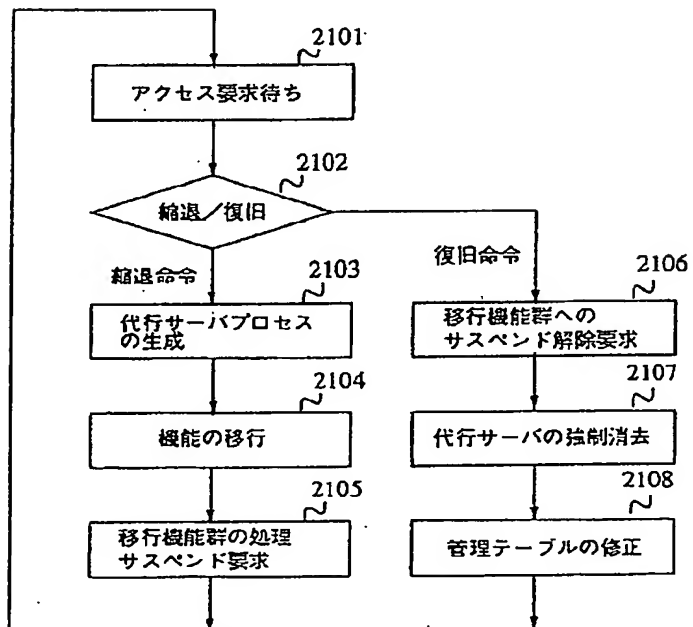 2101
アクセス要求待ち
2102
縮退／復旧
縮退命令
復旧命令
2103
代行サーバプロセス
の生成
2104
機能の移行
2105
移行機能群の処理
サスペンド要求
2106
移行機能群への
サスペンド解除要求
2107
代行サーバの強制消去
2108
管理テーブルの修正